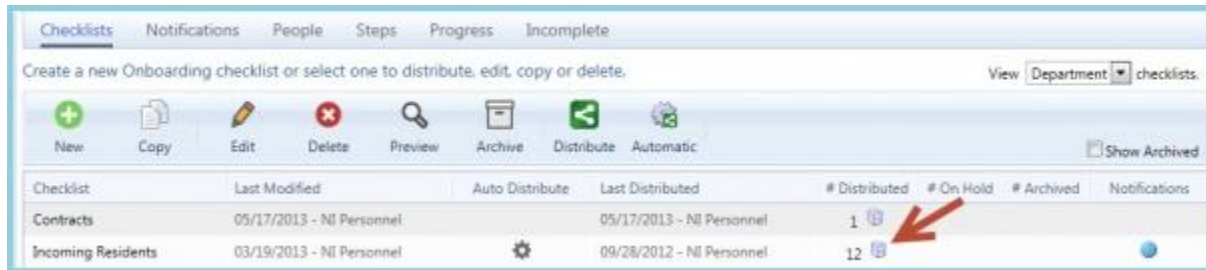 Checklists Notifications People Steps Progress Incomplete
Create a new Onboarding checklist or select one to distribute, edit, copy or delete. View Department checklists.
New Copy Edit Delete Preview Archive Distribute Automatic Show Archived
Checklist Last Modified Auto Distribute Last Distributed # Distributed # On Hold # Archived Notifications
Contracts 05/17/2013 - NI Personnel 05/17/2013 - NI Personnel 1
Incoming Residents 03/19/2013 - NI Personnel 09/28/2012 - NI Personnel 12